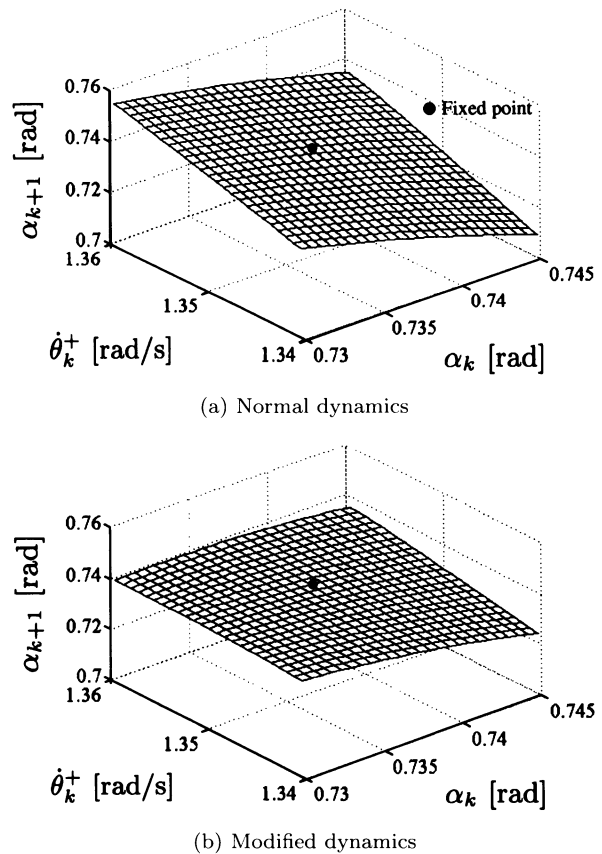 0.76
0.74
0.72
0.7
α_{k+1} [rad]
● Fixed point
1.36
1.35
1.34
θ̇_k^+ [rad/s]
0.73
0.735
0.74
0.745
α_k [rad]
(a) Normal dynamics
0.76
0.74
0.72
0.7
α_{k+1} [rad]
1.36
1.35
1.34
θ̇_k^+ [rad/s]
0.73
0.735
0.74
0.745
α_k [rad]
(b) Modified dynamics